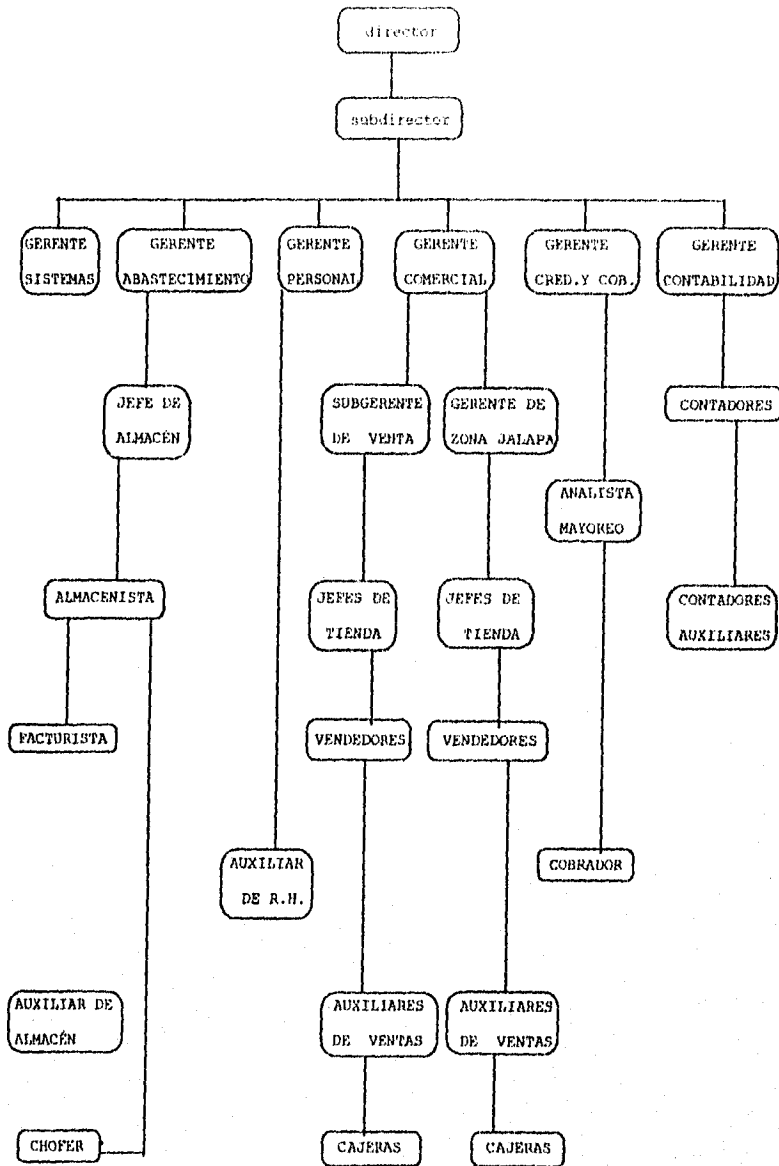 director
subdirector
GERENTE
SISTEMAS
GERENTE
ABASTECIMIENTO
GERENTE
PERSONAL
GERENTE
COMERCIAL
GERENTE
CRED.Y COB.
GERENTE
CONTABILIDAD
JEFE DE
ALMACÉN
SUBGERENTE
DE VENTA
GERENTE DE
ZONA JALAPA
CONTADORES
ANALISTA
MAYOREO
ALMACENISTA
JEFES DE
TIENDA
JEFES DE
TIENDA
CONTADORES
AUXILIARES
FACTURISTA
VENDEDORES
VENDEDORES
AUXILIAR
DE R.H.
COBRADOR
AUXILIAR DE
ALMACÉN
AUXILIARES
DE VENTAS
AUXILIARES
DE VENTAS
CHOFER
CAJERAS
CAJERAS